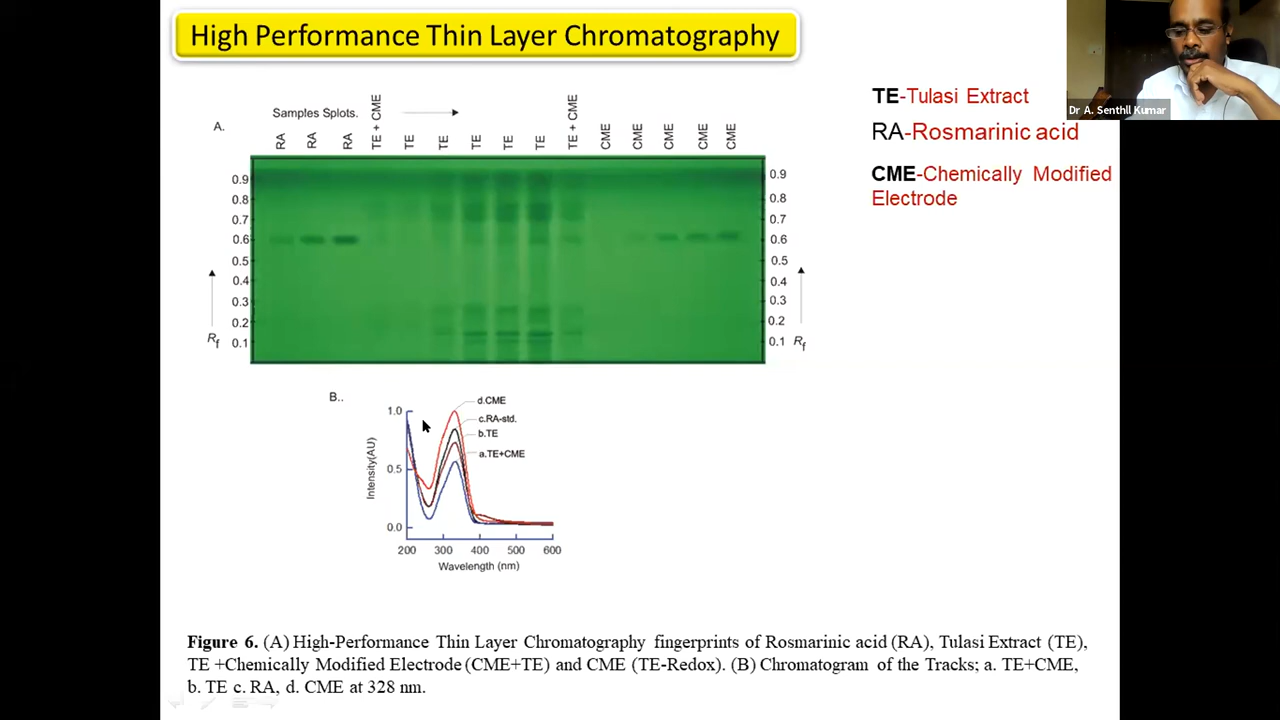 High Performance Thin Layer Chromatography
Dr A. Senthil Kumar
TE-Tulasi Extract
RA-Rosmarinic acid
CME-Chemically Modified
Electrode
Samples Splots.
A.
RA RA RA TE + CME TE TE TE TE TE TE + CME CME CME CME CME CME
0.9 0.9
0.8 0.8
0.7 0.7
0.6 0.6
0.5 0.5
0.4 0.4
0.3 0.3
0.2 0.2
0.1 0.1
Rf Rf
B..
d.CME
c.RA-std.
b.TE
a.TE+CME
1.0
0.5
0.0
Intensity(AU)
200 300 400 500 600
Wavelength (nm)
Figure 6. (A) High-Performance Thin Layer Chromatography fingerprints of Rosmarinic acid (RA), Tulasi Extract (TE),
TE +Chemically Modified Electrode (CME+TE) and CME (TE-Redox). (B) Chromatogram of the Tracks; a. TE+CME,
b. TE c. RA, d. CME at 328 nm.